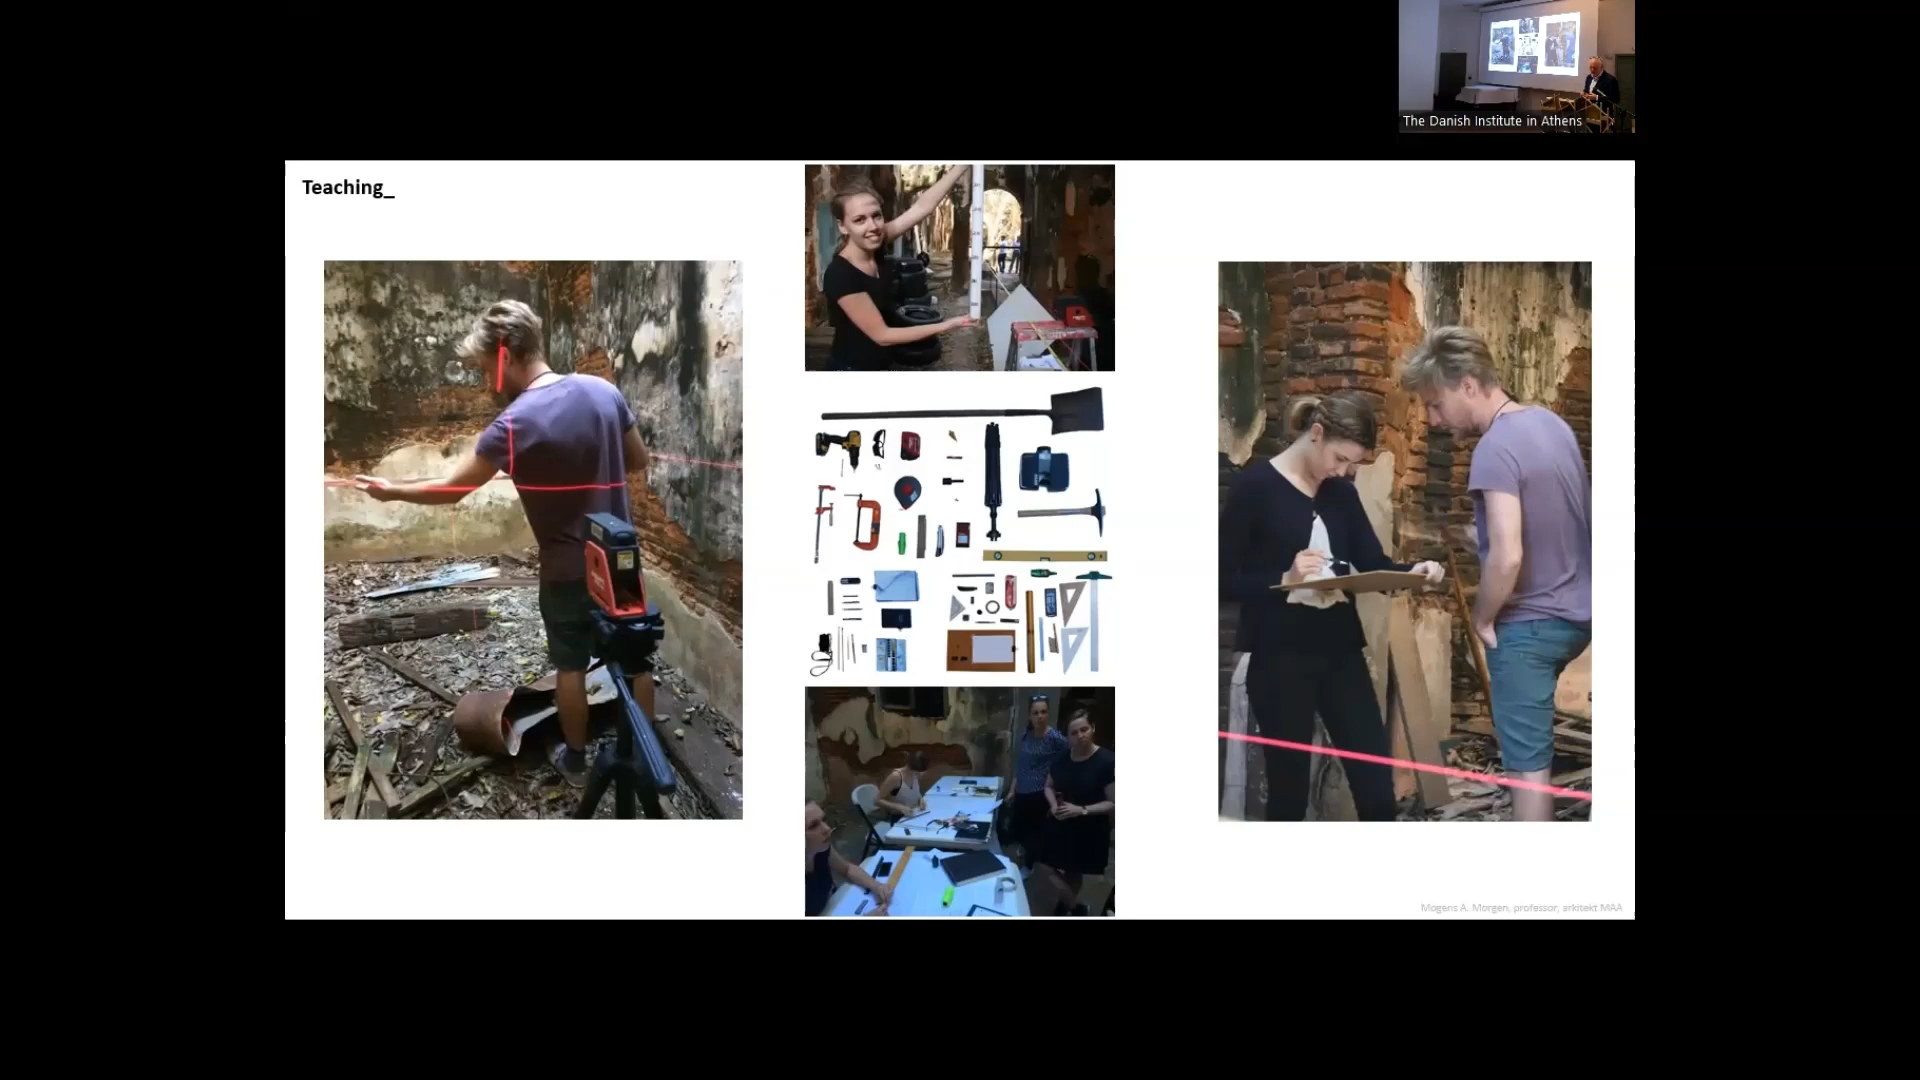 The Danish Institute in Athens
Teaching_
Mogens A. Morgen, professor, arkitekt MAA